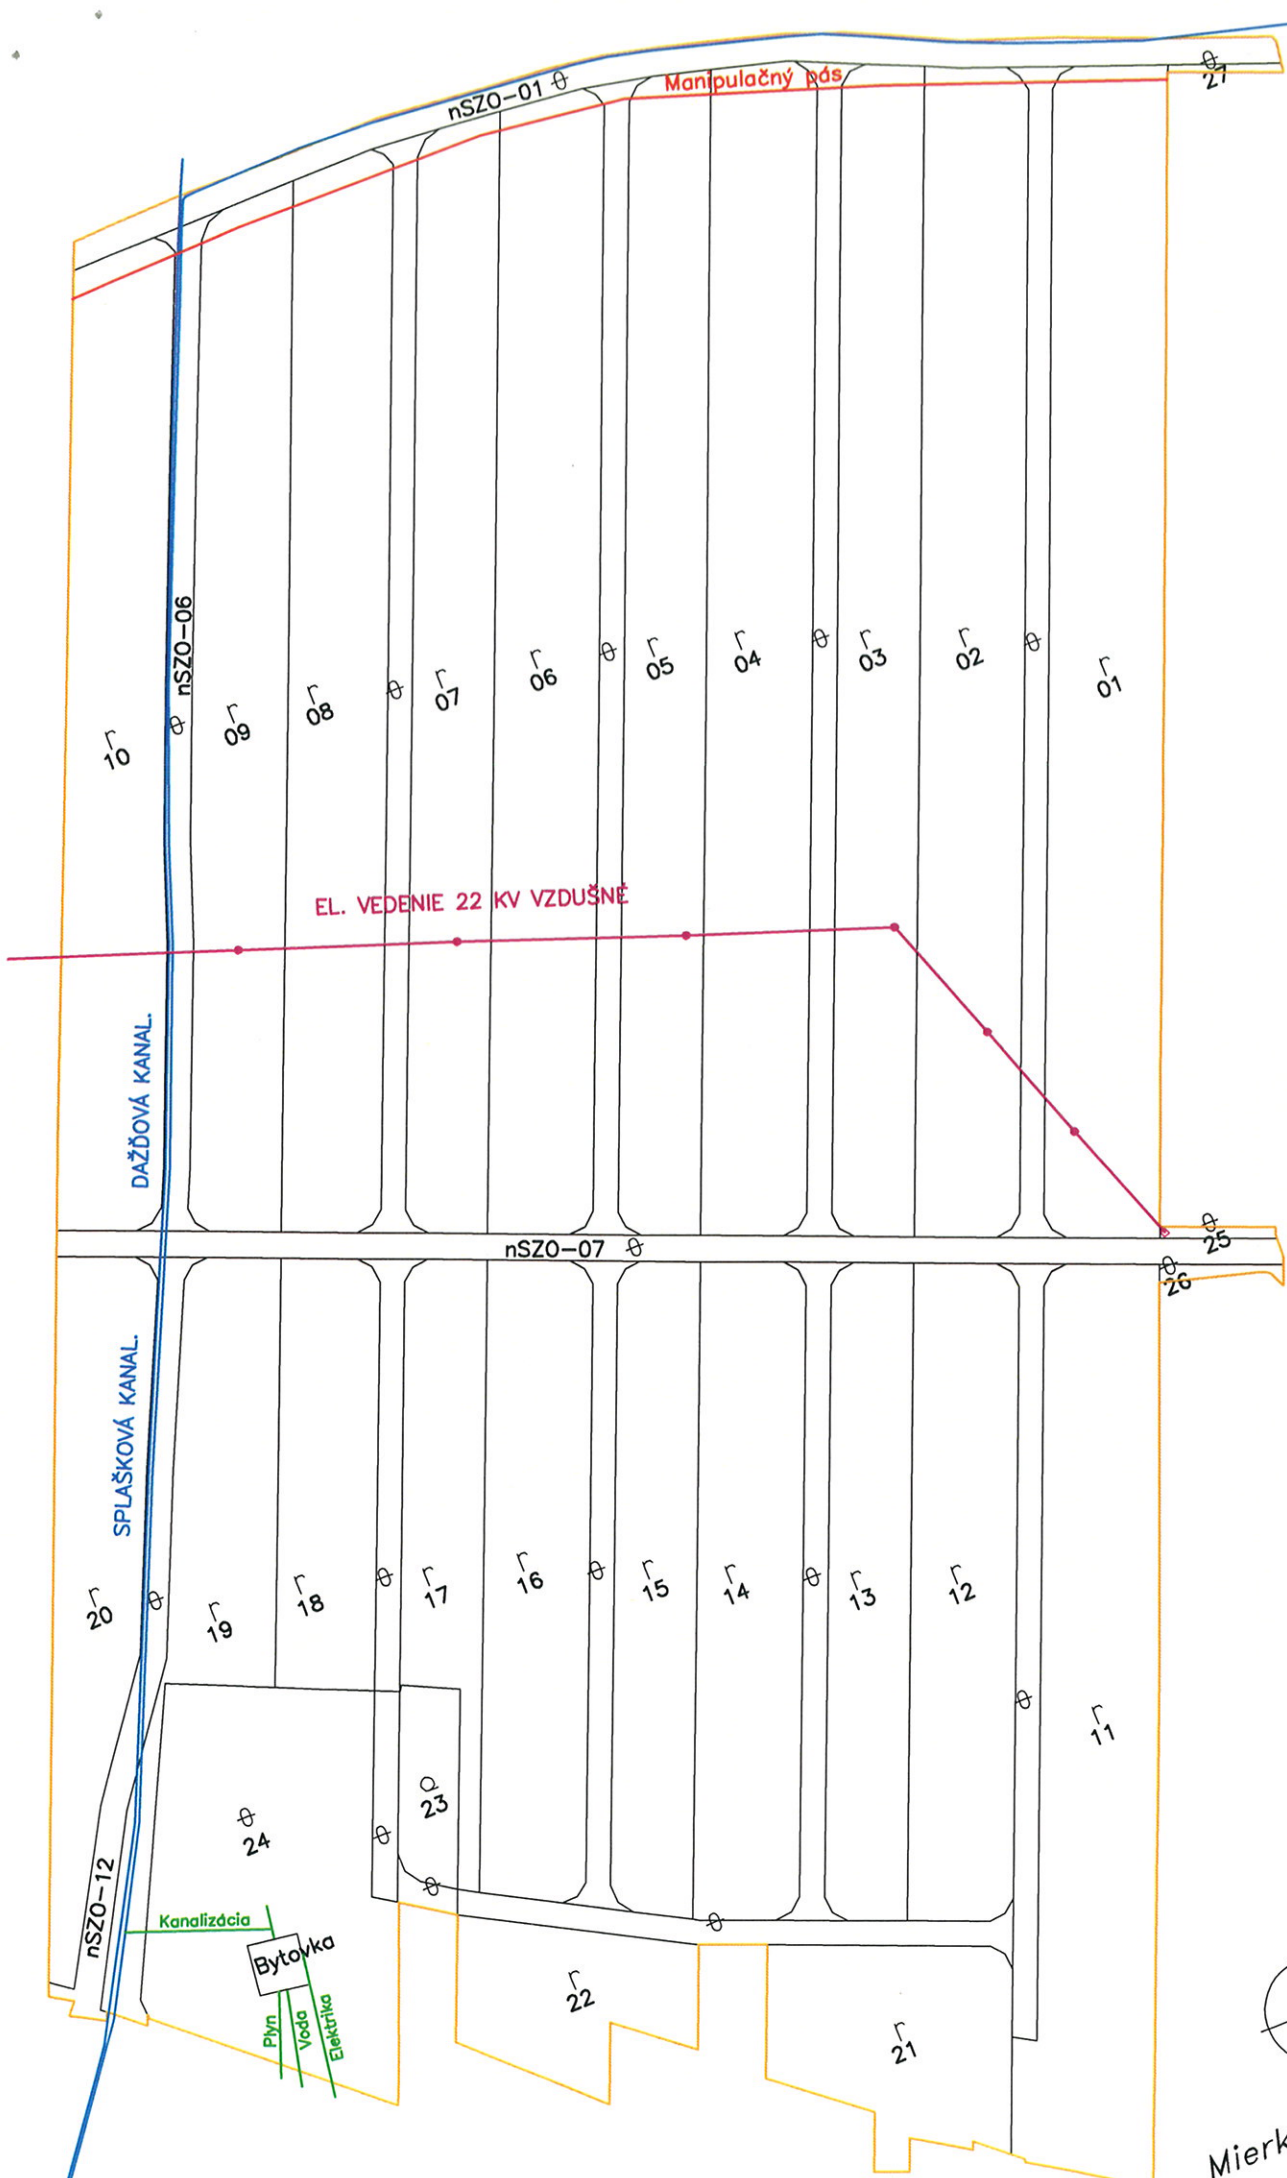 27
Manipulačný pás
nSZO-01
nSZO-06
r
10
r
09
r
08
r
07
r
06
r
05
r
04
r
03
r
02
r
01
EL. VEDENIE 22 KV VZDUŠNÉ
DAŽĎOVÁ KANAL.
25
nSZO-07
26
SPLAŠKOVÁ KANAL.
r
20
r
19
r
18
r
17
r
16
r
15
r
14
r
13
r
12
r
11
23
24
nSZO-12
Kanalizácia
Bytovka
Plyn
Voda
Elektrika
r
22
r
21
Mierk